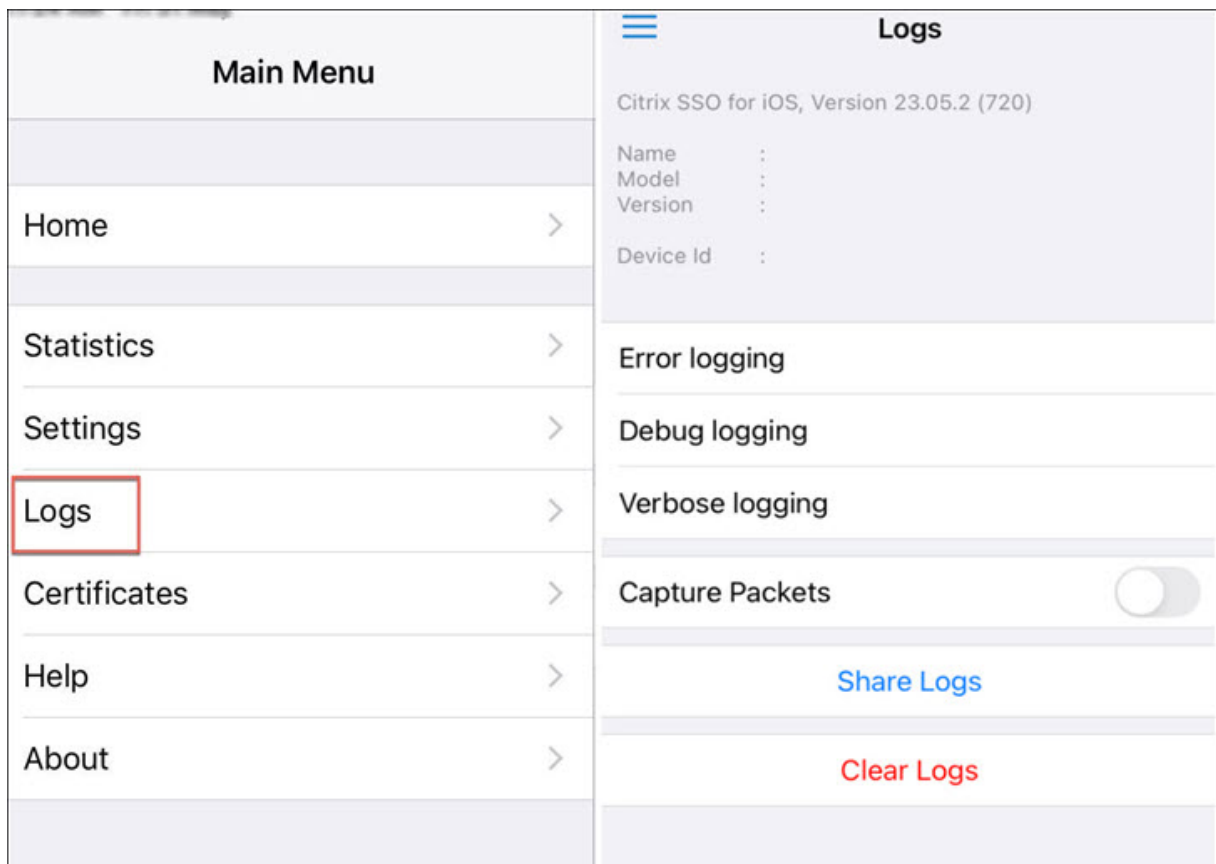 Main Menu
Home
Statistics
Settings
Logs
Certificates
Help
About
Logs
Citrix SSO for iOS, Version 23.05.2 (720)
Name :
Model :
Version :
Device Id :
Error logging
Debug logging
Verbose logging
Capture Packets
Share Logs
Clear Logs